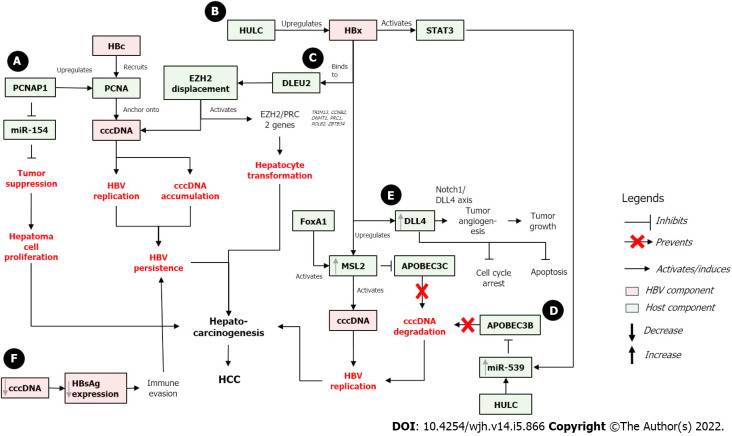 B
HULC
Upregulates
HBx
Activates
STAT3
HBc
A
Upregulates
Recruits
PCNAP1
PCNA
EZH2
displacement
C
DLEU2
Binds
to
Anchor onto
Activates
miR-154
cccDNA
EZH2/PRC
2 genes
TRIM13, CCNB2,
DNMT1, PRC1,
POLE2, ZBTB34
Tumor
suppression
HBV
replication
cccDNA
accumulation
Hepatocyte
transformation
Hepatoma
cell
proliferation
HBV
persistence
FoxA1
E
DLL4
Notch1/
DLL4 axis
Tumor
angiogen-
esis
Tumor
growth
Upregulates
Activates
MSL2
APOBEC3C
Cell cycle
arrest
Apoptosis
Activates
Hepato-
carcinogenesis
cccDNA
cccDNA
degradation
APOBEC3B
D
HCC
HBV
replication
miR-539
HULC
F
cccDNA
HBsAg
expression
Immune
evasion
Legends
Inhibits
Prevents
Activates/induces
HBV component
Host component
Decrease
Increase
DOI: 10.4254/wjh.v14.i5.866 Copyright ©The Author(s) 2022.